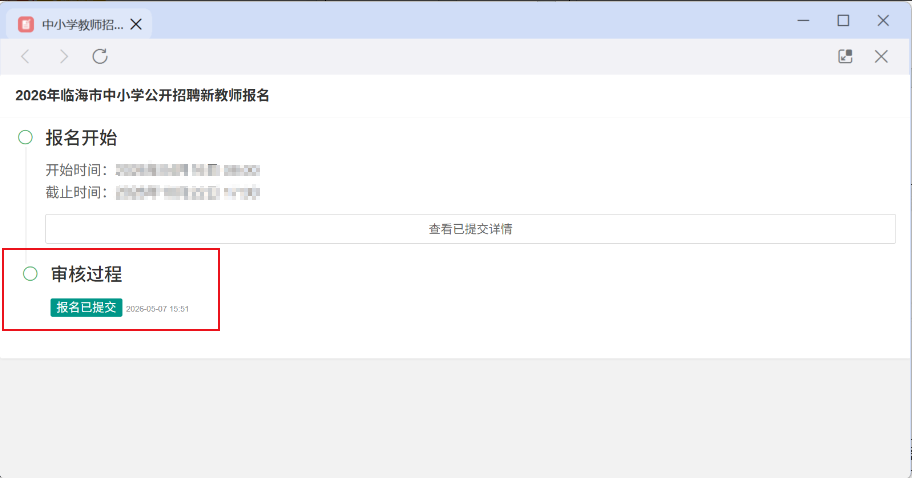 中小学教师招...
2026年临海市中小学公开招聘新教师报名
报名开始
开始时间：
截止时间：
查看已提交详情
审核过程
报名已提交 2026-05-07 15:51